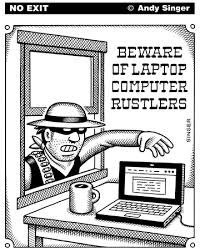 NO EXIT © Andy Singer
BEWARE
OF LAPTOP
COMPUTER
RUSTLERS
SINGER